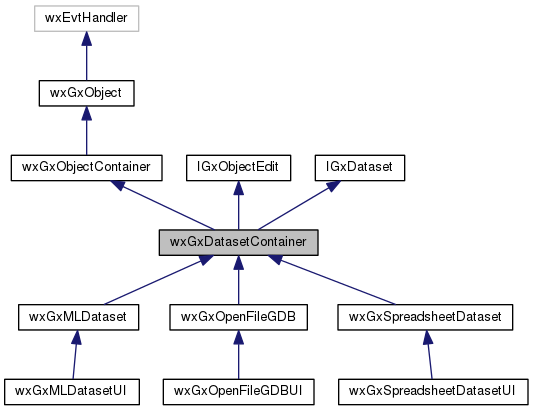 wxEvtHandler
wxGxObject
wxGxObjectContainer
IGxObjectEdit
IGxDataset
wxGxDatasetContainer
wxGxMLDataset
wxGxOpenFileGDB
wxGxSpreadsheetDataset
wxGxMLDatasetUI
wxGxOpenFileGDBUI
wxGxSpreadsheetDatasetUI